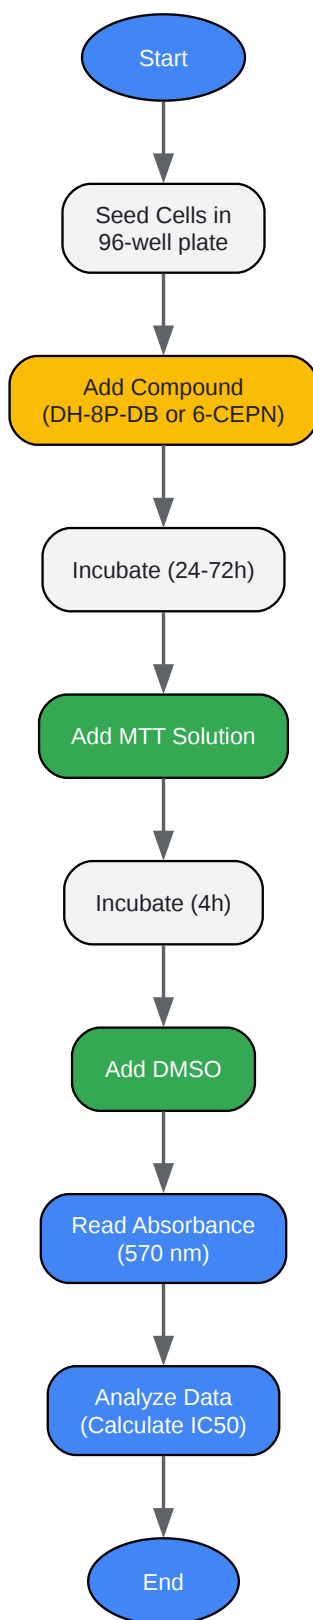 Start
Seed Cells in
96-well plate
Add Compound
(DH-8P-DB or 6-CEPN)
Incubate (24-72h)
Add MTT Solution
Incubate (4h)
Add DMSO
Read Absorbance
(570 nm)
Analyze Data
(Calculate IC50)
End